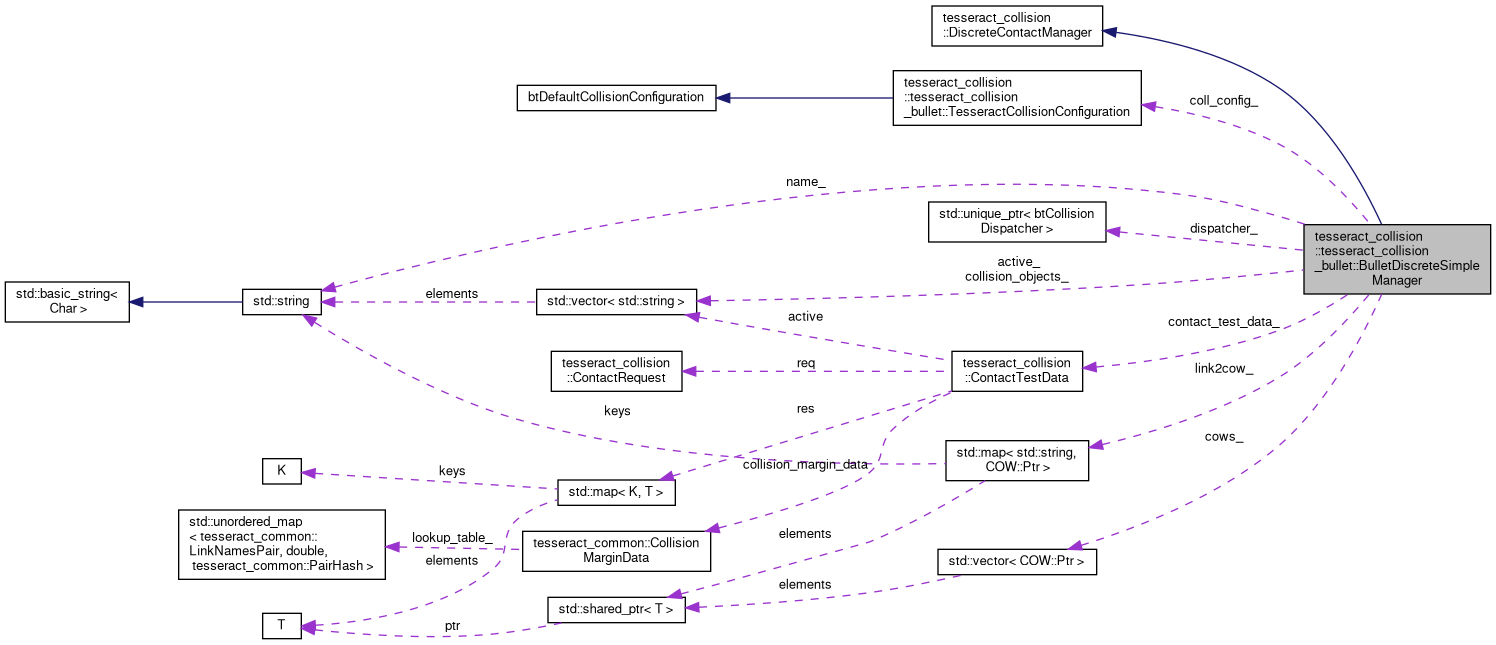 tesseract_collision
::DiscreteContactManager
btDefaultCollisionConfiguration
tesseract_collision
::tesseract_collision
_bullet::TesseractCollisionConfiguration
coll_config_
name_
std::unique_ptr< btCollision
Dispatcher >
dispatcher_
tesseract_collision
::tesseract_collision
_bullet::BulletDiscreteSimple
Manager
active_
collision_objects_
std::basic_string<
Char >
std::string
elements
std::vector< std::string >
active
contact_test_data_
tesseract_collision
::ContactRequest
req
tesseract_collision
::ContactTestData
link2cow_
keys
res
cows_
K
keys
collision_margin_data
std::map< std::string,
COW::Ptr >
std::map< K, T >
std::unordered_map
< tesseract_common::
LinkNamesPair, double,
tesseract_common::PairHash >
lookup_table_
elements
tesseract_common::Collision
MarginData
elements
std::vector< COW::Ptr >
elements
T
ptr
std::shared_ptr< T >